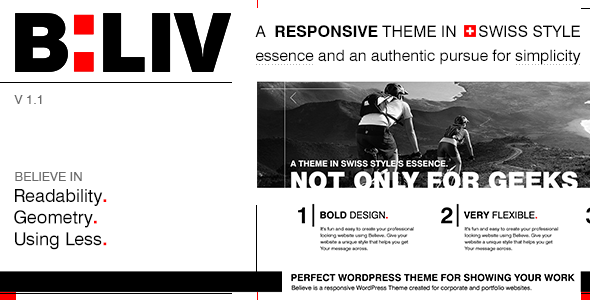 B:LIV
V 1.1
BELIEVE IN
Readability.
Geometry.
Using Less.
A RESPONSIVE THEME IN SWISS STYLE
essence and an authentic pursue for simplicity
A THEME IN SWISS STYLE'S ESSENCE.
NOT ONLY FOR GEEKS
1 BOLD DESIGN.
It's fun and easy to create your professional
looking website using Believe. Give your
website a unique style that helps you get
Your message across.
2 VERY FLEXIBLE.
It's fun and easy to create your professional
looking website using Believe. Give your
website a unique style that helps you get
Your message across.
PERFECT WORDPRESS THEME FOR SHOWING YOUR WORK
Believe is a responsive WordPress Theme created for corporate and portfolio websites.